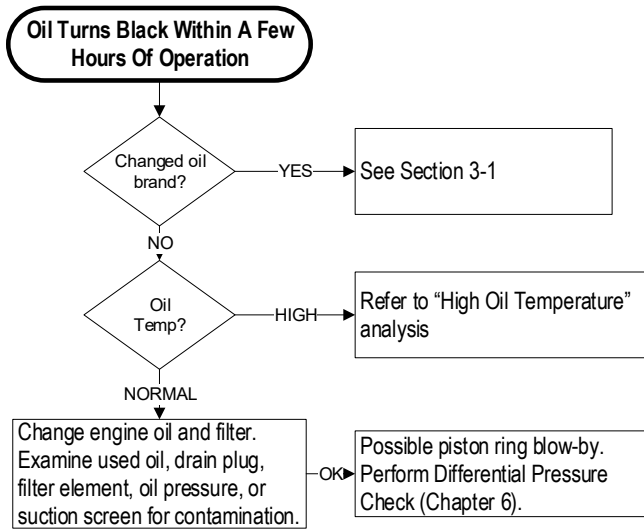 Oil Turns Black Within A Few
Hours Of Operation
Changed oil
brand?
YES
See Section 3-1
NO
Oil
Temp?
HIGH
Refer to “High Oil Temperature”
analysis
NORMAL
Change engine oil and filter.
Examine used oil, drain plug,
filter element, oil pressure, or
suction screen for contamination.
OK
Possible piston ring blow-by.
Perform Differential Pressure
Check (Chapter 6).